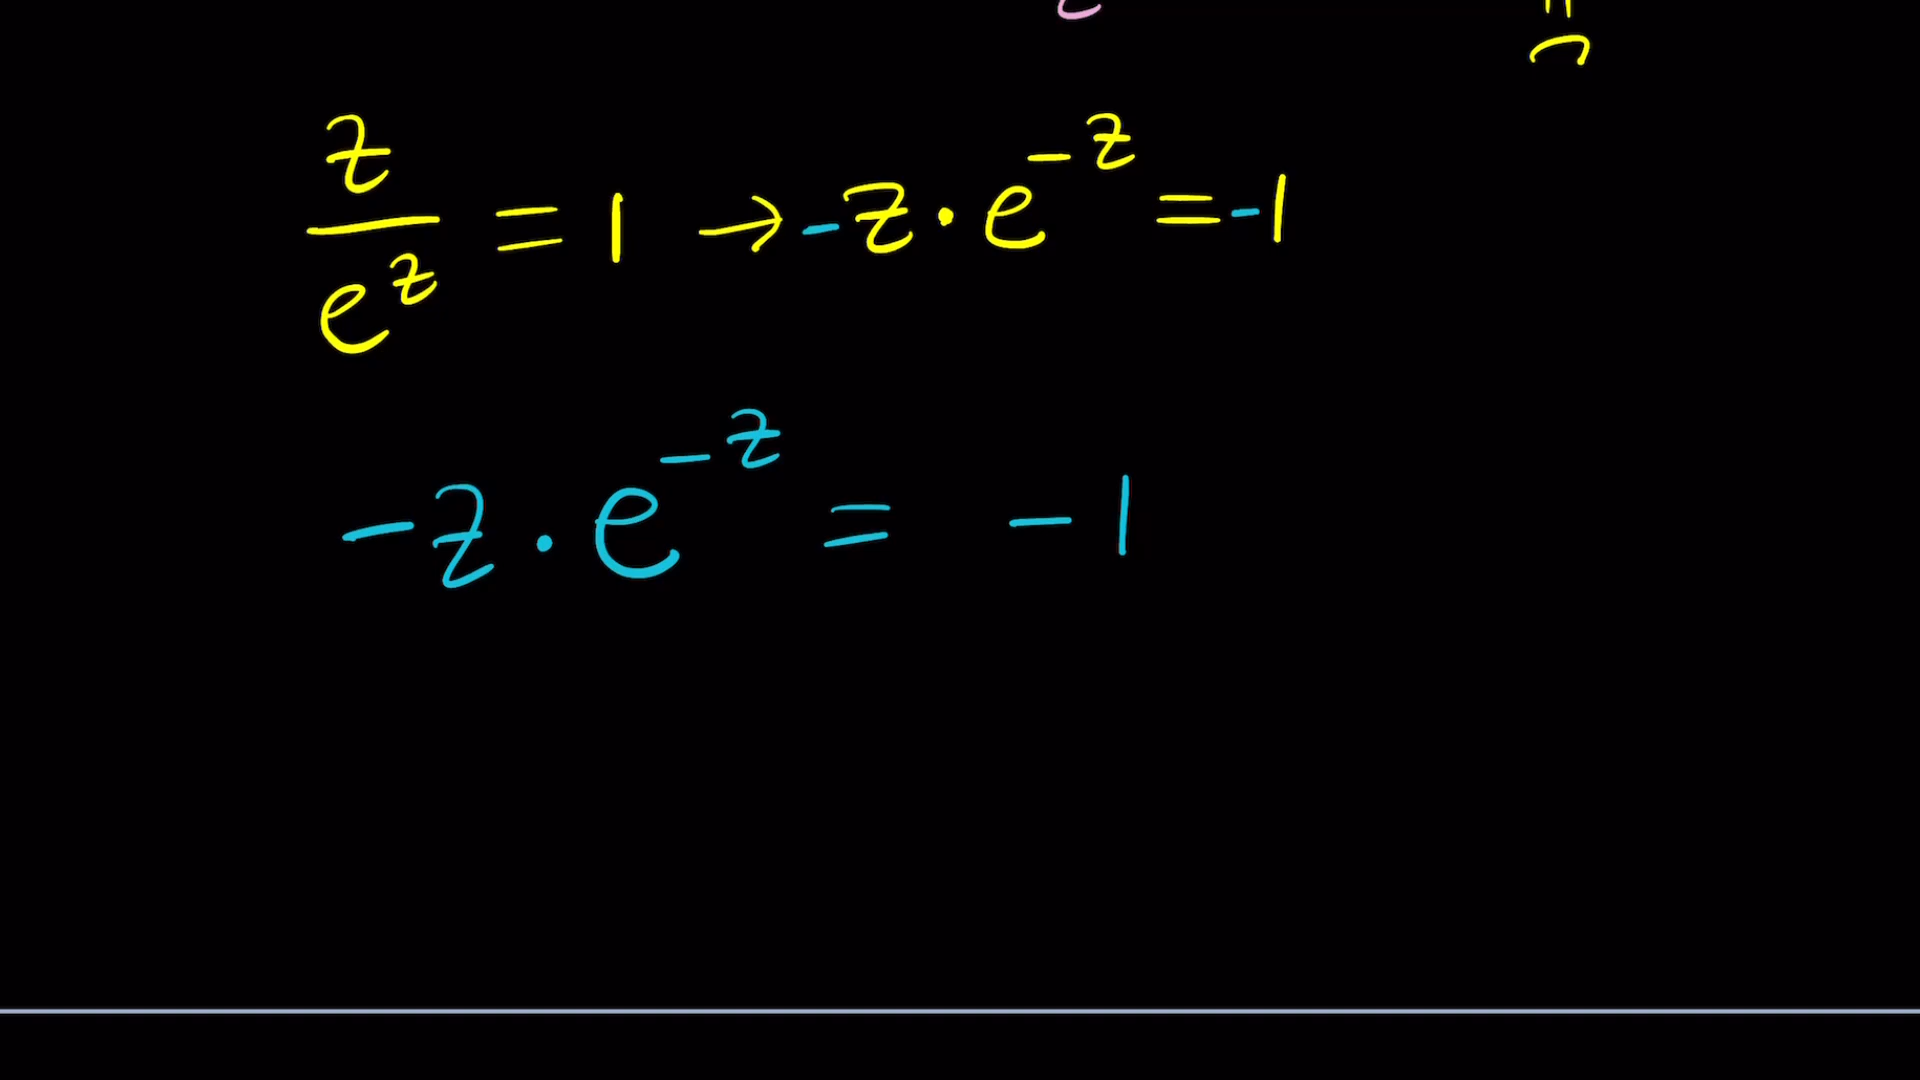 z/e^z = 1 → -z · e^-z = -1
-z · e^-z = -1